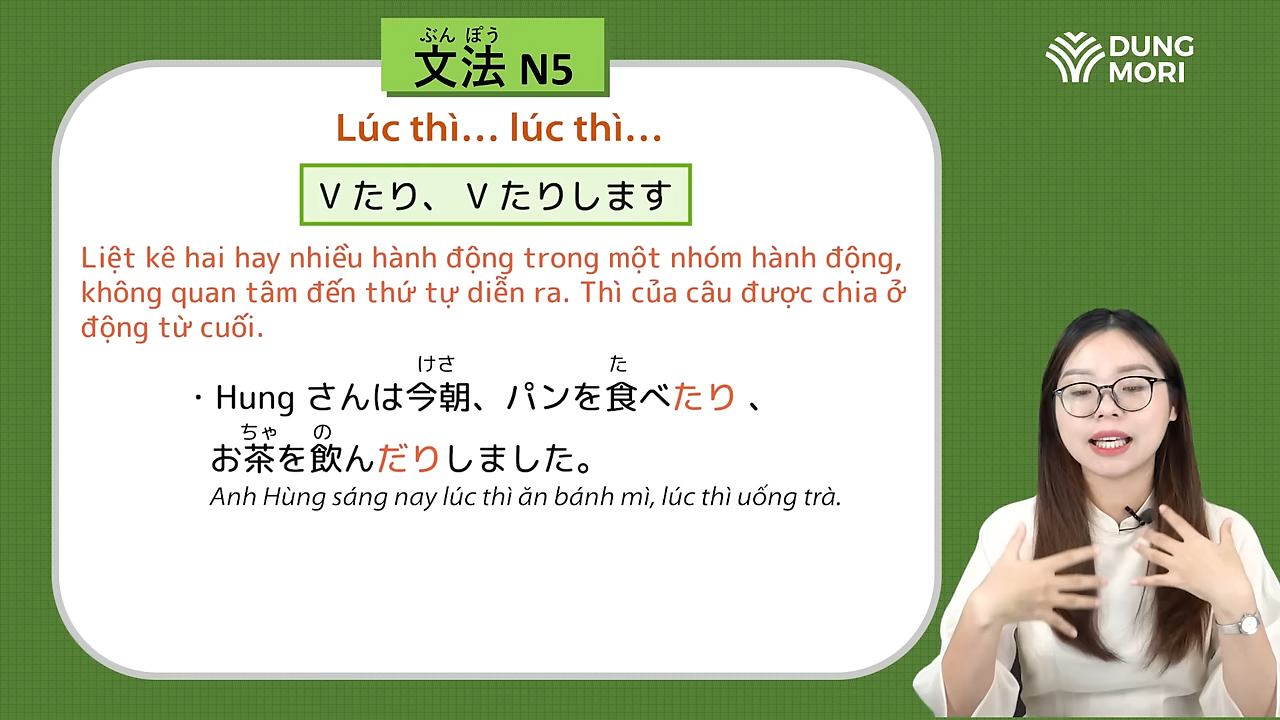 ぶん ぽう
文法 N5
DUNG
MORI
Lúc thì... lúc thì...
V たり、 V たりします
Liệt kê hai hay nhiều hành động trong một nhóm hành động,
không quan tâm đến thứ tự diễn ra. Thì của câu được chia ở
động từ cuối.
けさ た
・Hung さんは今朝、パンを食べたり 、
ちゃ の
お茶を飲んだりしました。
Anh Hùng sáng nay lúc thì ăn bánh mì, lúc thì uống trà.